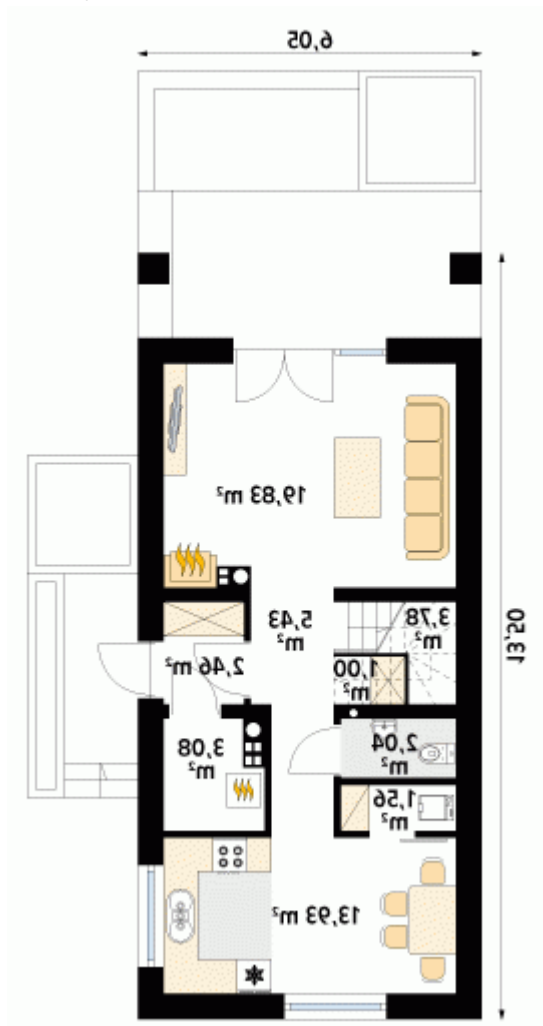 6,05
13,50
19,83 m²
5,43
m²
3,78
m²
2,46 m²
1,00
m²
3,08
m²
2,04
m²
1,56
m²
13,93 m²